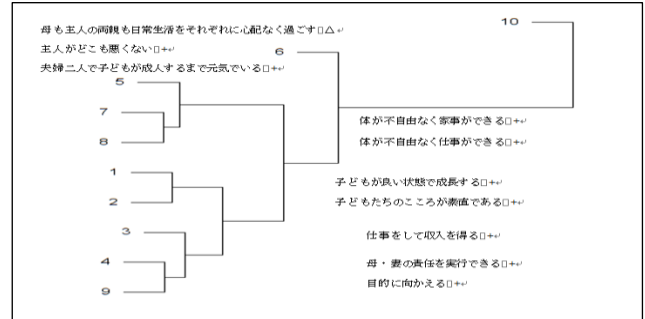 10
母も主人の両親も日常生活をそれぞれに心配なく過ごす□△↵
主人がどこも悪くない□+↵
6
夫婦二人で子どもが成人するまで元気でいる□+↵
5
7
体が不自由なく家事ができる□+↵
8
体が不自由なく仕事ができる□+↵
1
子どもが良い状態で成長する□+↵
2
子どもたちのこころが素直である□+↵
3
仕事をして収入を得る□+↵
4
母・妻の責任を実行できる□+↵
9
目的に向かえる□+↵